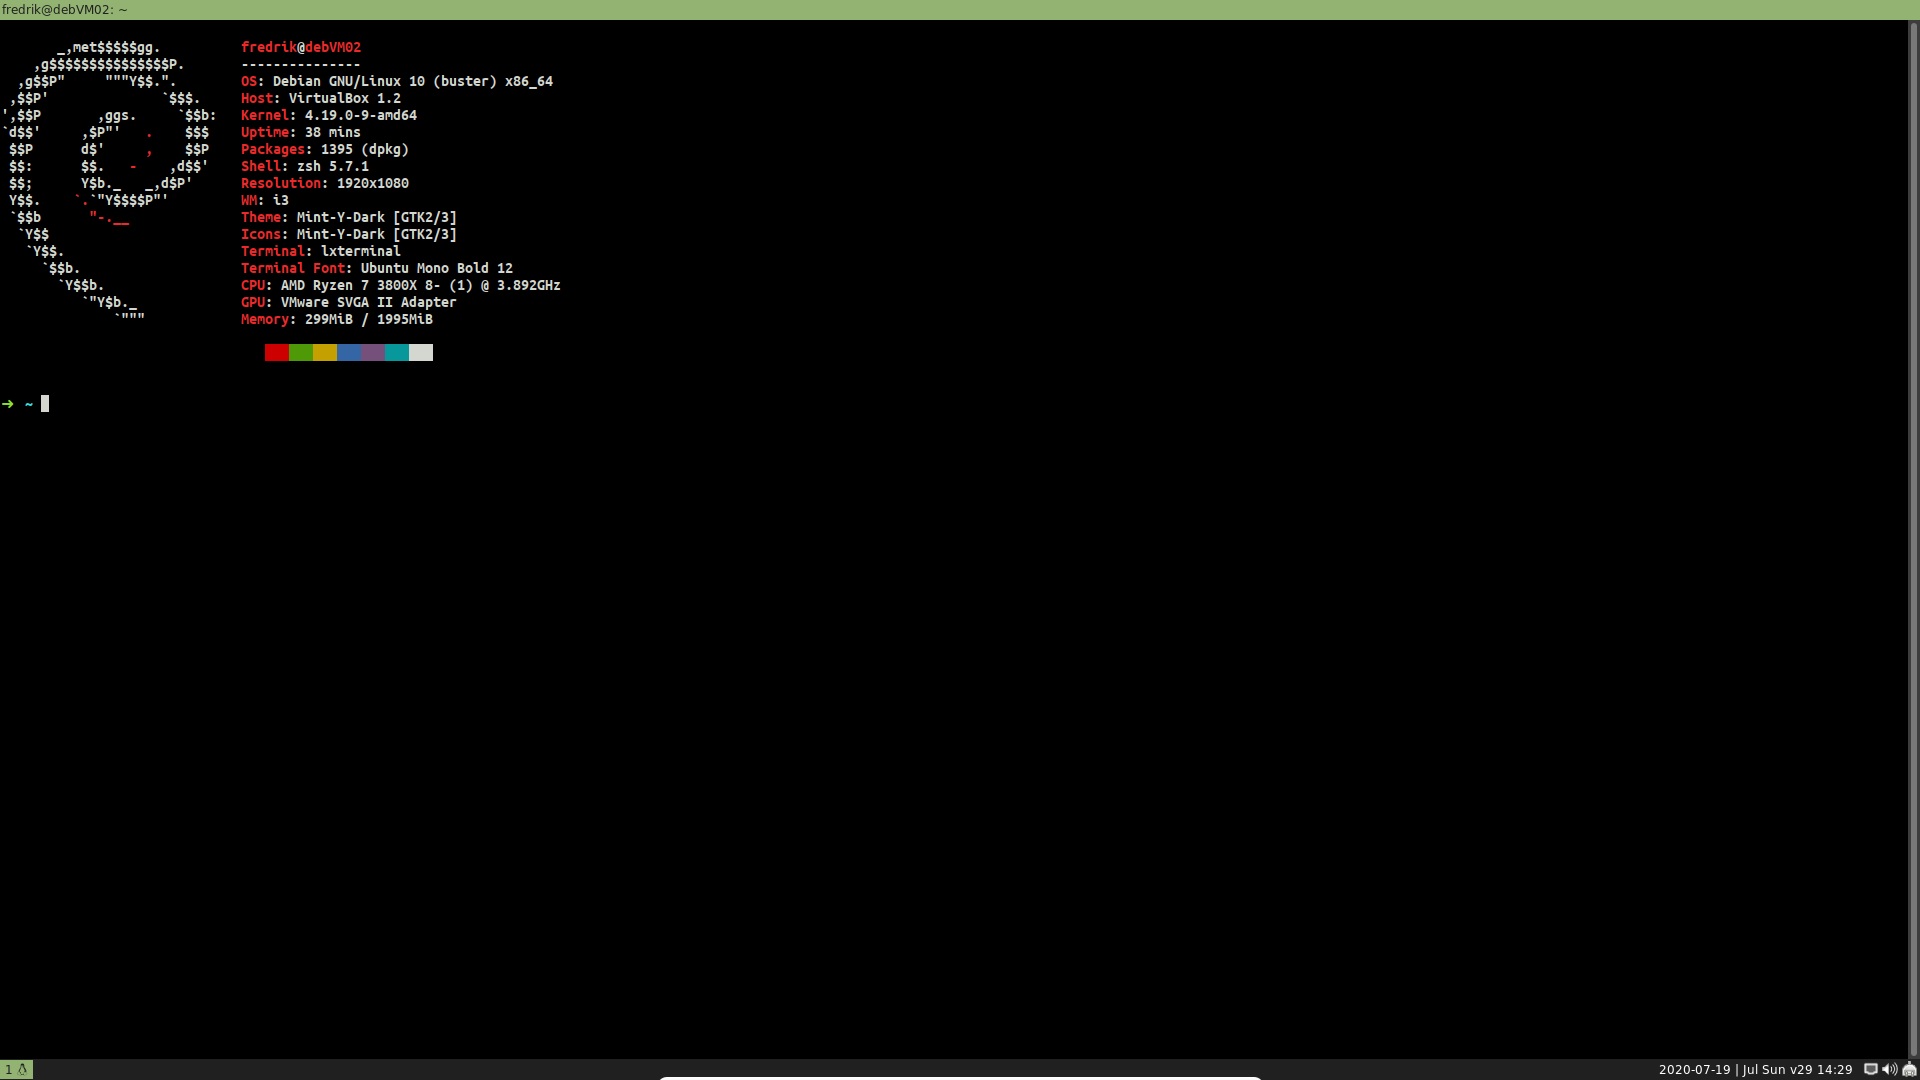 fredrik@debVM02: ~
       _,met$$$$$gg.          fredrik@debVM02
    ,g$$$$$$$$$$$$$$$P.       ---------------
  ,g$$P"     """Y$$.".        OS: Debian GNU/Linux 10 (buster) x86_64
 ,$$P'              `$$$.     Host: VirtualBox 1.2
',$$P       ,ggs.     `$$b:   Kernel: 4.19.0-9-amd64
`d$$'     ,$P"'   .    $$$    Uptime: 38 mins
 $$P      d$'     ,    $$P    Packages: 1395 (dpkg)
 $$:      $$.   -    ,d$$'    Shell: zsh 5.7.1
 $$;      Y$b._   _,d$P'      Resolution: 1920x1080
 Y$$.    `.`"Y$$$$P"'         WM: i3
 `$$b      "-.__              Theme: Mint-Y-Dark [GTK2/3]
  `Y$$                        Icons: Mint-Y-Dark [GTK2/3]
   `Y$$.                      Terminal: lxterminal
     `$$b.                    Terminal Font: Ubuntu Mono Bold 12
       `Y$$b.                 CPU: AMD Ryzen 7 3800X 8- (1) @ 3.892GHz
          `"Y$b._             GPU: VMware SVGA II Adapter
              `"""            Memory: 299MiB / 1995MiB
➜ ~
1
2020-07-19 | Jul Sun v29 14:29